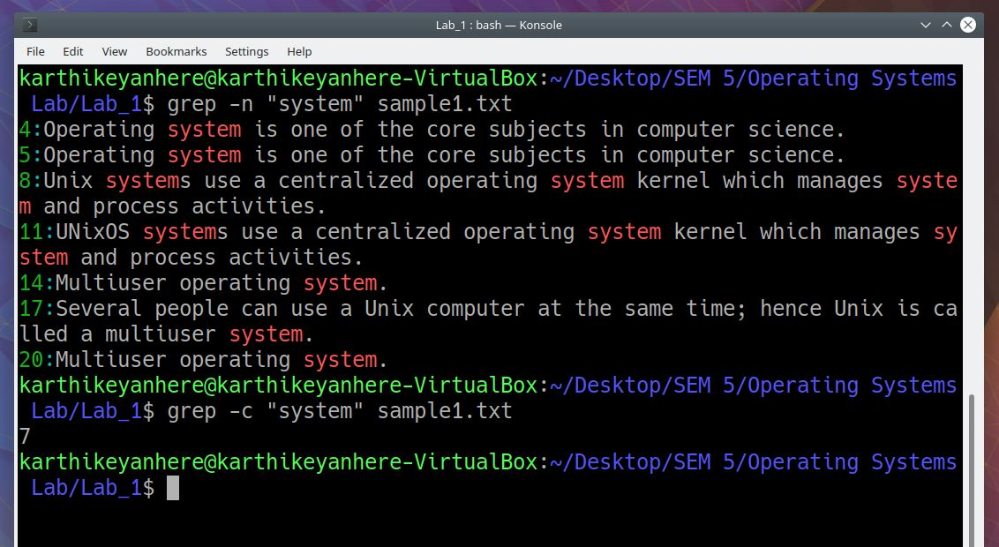 Lab_1 : bash — Konsole
File Edit View Bookmarks Settings Help
karthikeyanhere@karthikeyanhere-VirtualBox:~/Desktop/SEM 5/Operating Systems
 Lab/Lab_1$ grep -n "system" sample1.txt
4:Operating system is one of the core subjects in computer science.
5:Operating system is one of the core subjects in computer science.
8:Unix systems use a centralized operating system kernel which manages syste
m and process activities.
11:UNixOS systems use a centralized operating system kernel which manages sy
stem and process activities.
14:Multiuser operating system.
17:Several people can use a Unix computer at the same time; hence Unix is ca
lled a multiuser system.
20:Multiuser operating system.
karthikeyanhere@karthikeyanhere-VirtualBox:~/Desktop/SEM 5/Operating Systems
 Lab/Lab_1$ grep -c "system" sample1.txt
7
karthikeyanhere@karthikeyanhere-VirtualBox:~/Desktop/SEM 5/Operating Systems
 Lab/Lab_1$